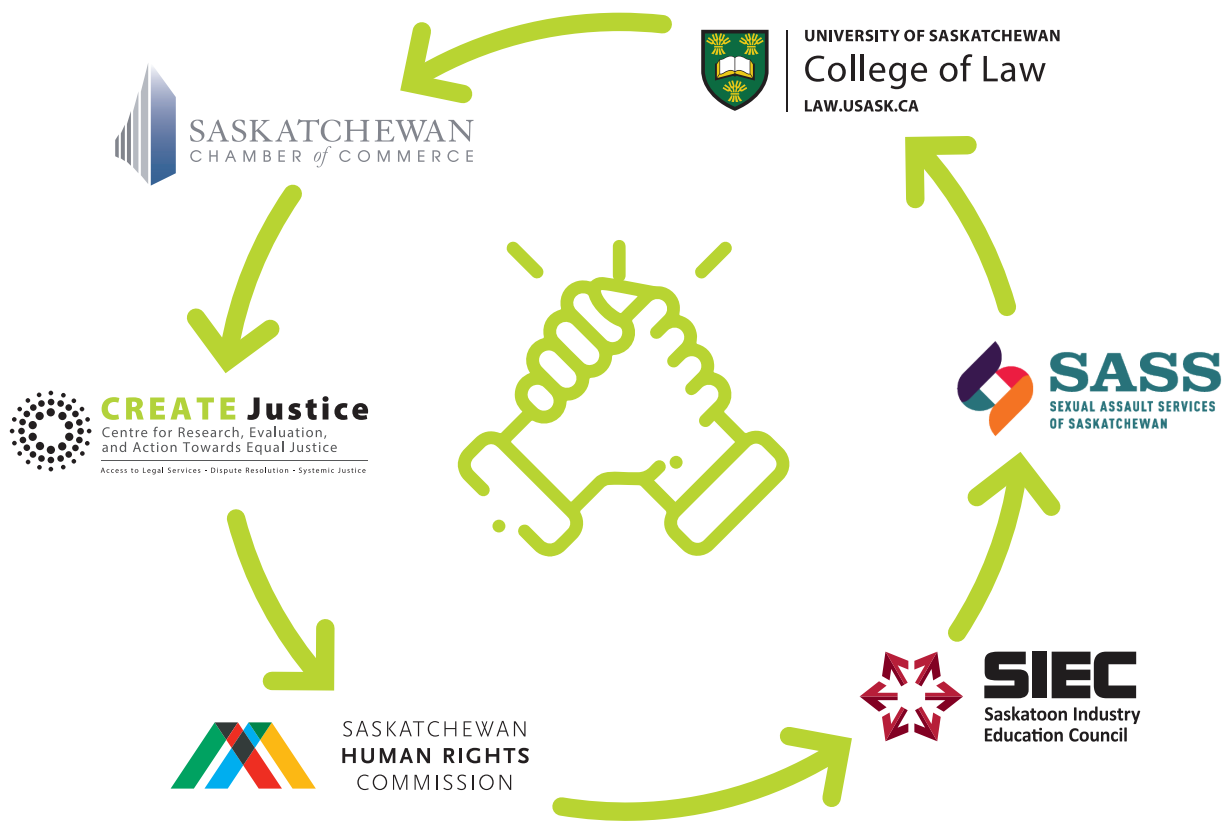 UNIVERSITY OF SASKATCHEWAN
College of Law
LAW.USASK.CA
SASKATCHEWAN
CHAMBER of COMMERCE
CREATE Justice
Centre for Research, Evaluation,
and Action Towards Equal Justice
Access to Legal Services • Dispute Resolution • Systemic Justice
SASS
SEXUAL ASSAULT SERVICES
OF SASKATCHEWAN
SASKATCHEWAN
HUMAN RIGHTS
COMMISSION
SIEC
Saskatoon Industry
Education Council